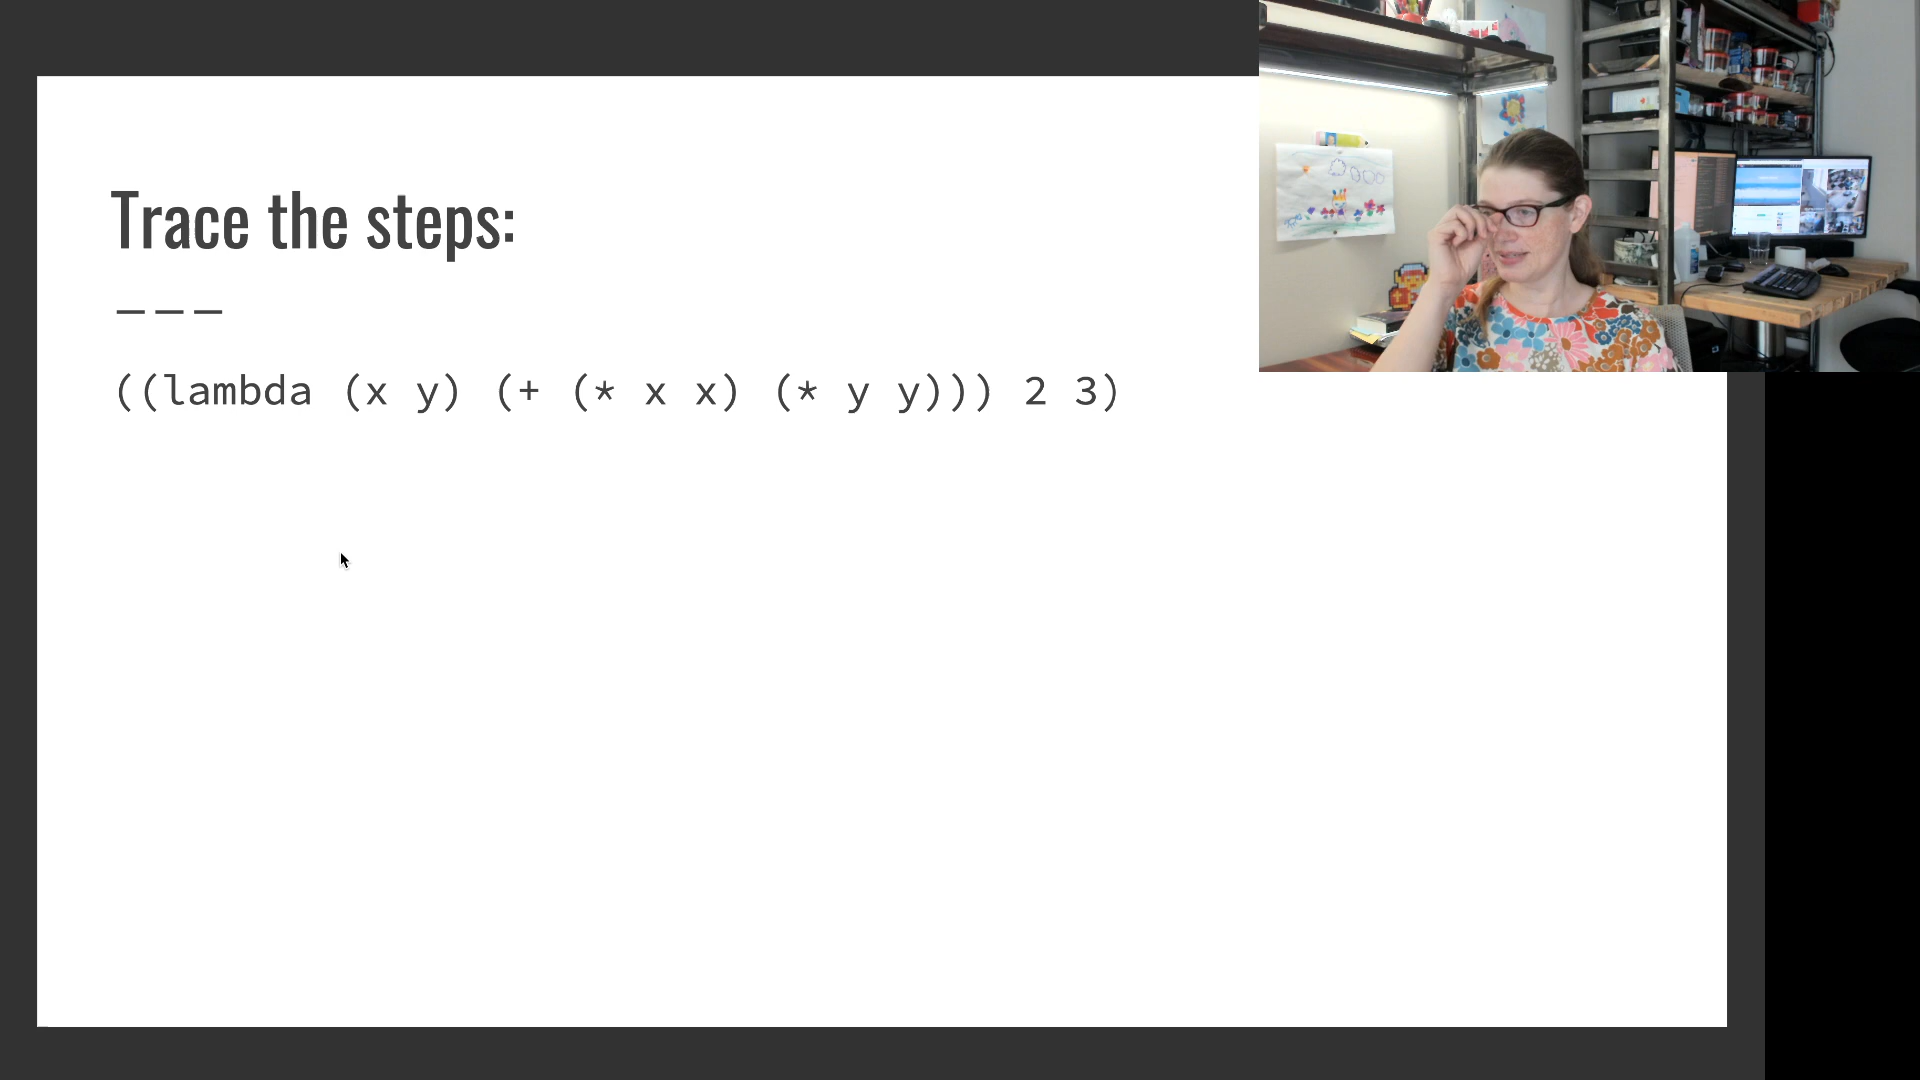 Trace the steps:
———
((lambda (x y) (+ (* x x) (* y y))) 2 3)